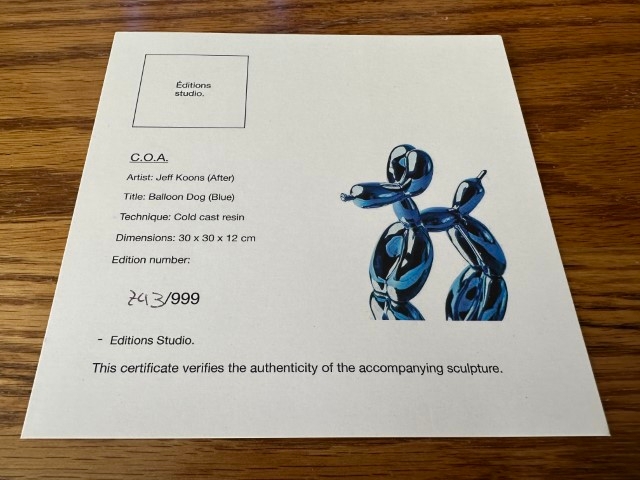 Éditions
studio.
C.O.A.
Artist: Jeff Koons (After)
Title: Balloon Dog (Blue)
Technique: Cold cast resin
Dimensions: 30 x 30 x 12 cm
Edition number:
/999
- Editions Studio.
This certificate verifies the authenticity of the accompanying sculpture.